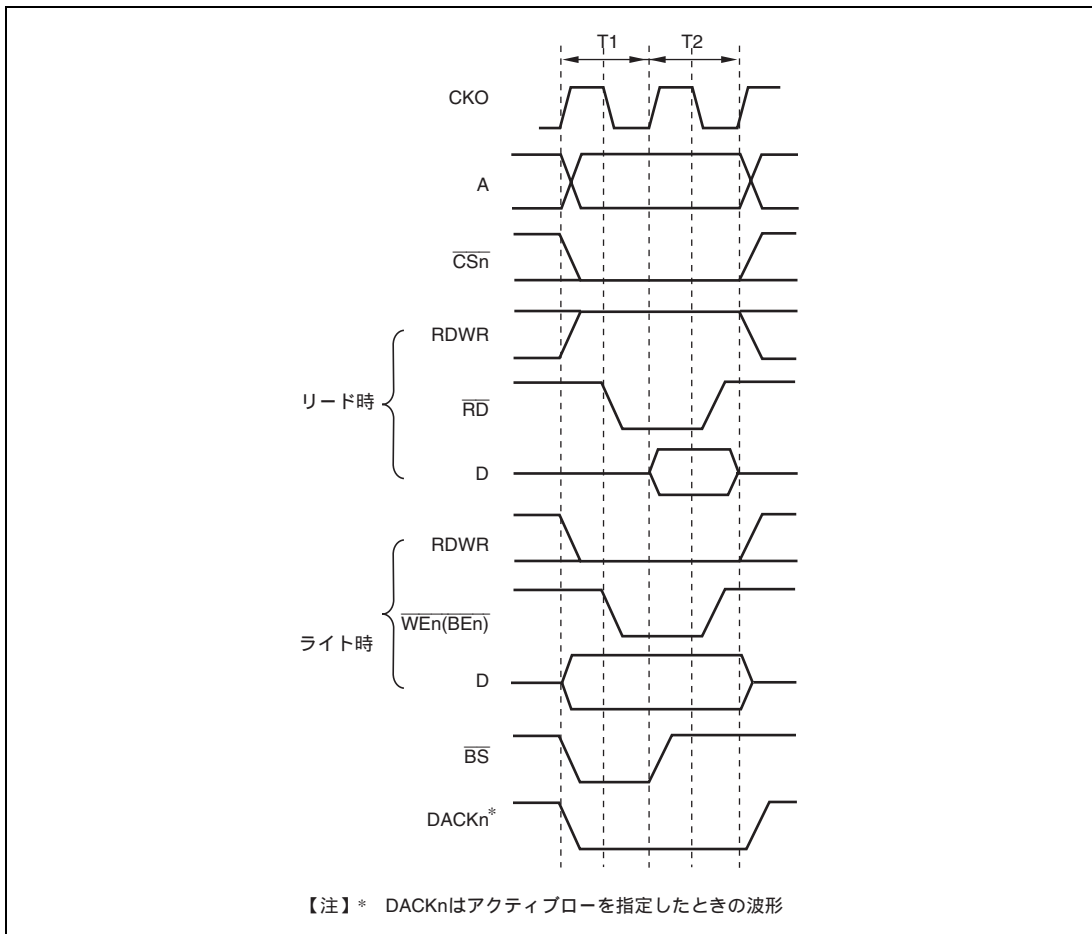 T1 T2
CKO
A
CSn
RDWR
リード時
RD
D
RDWR
WEn(BEn)
ライト時
D
BS
DACKn*
【注】* DACKnはアクティブローを指定したときの波形